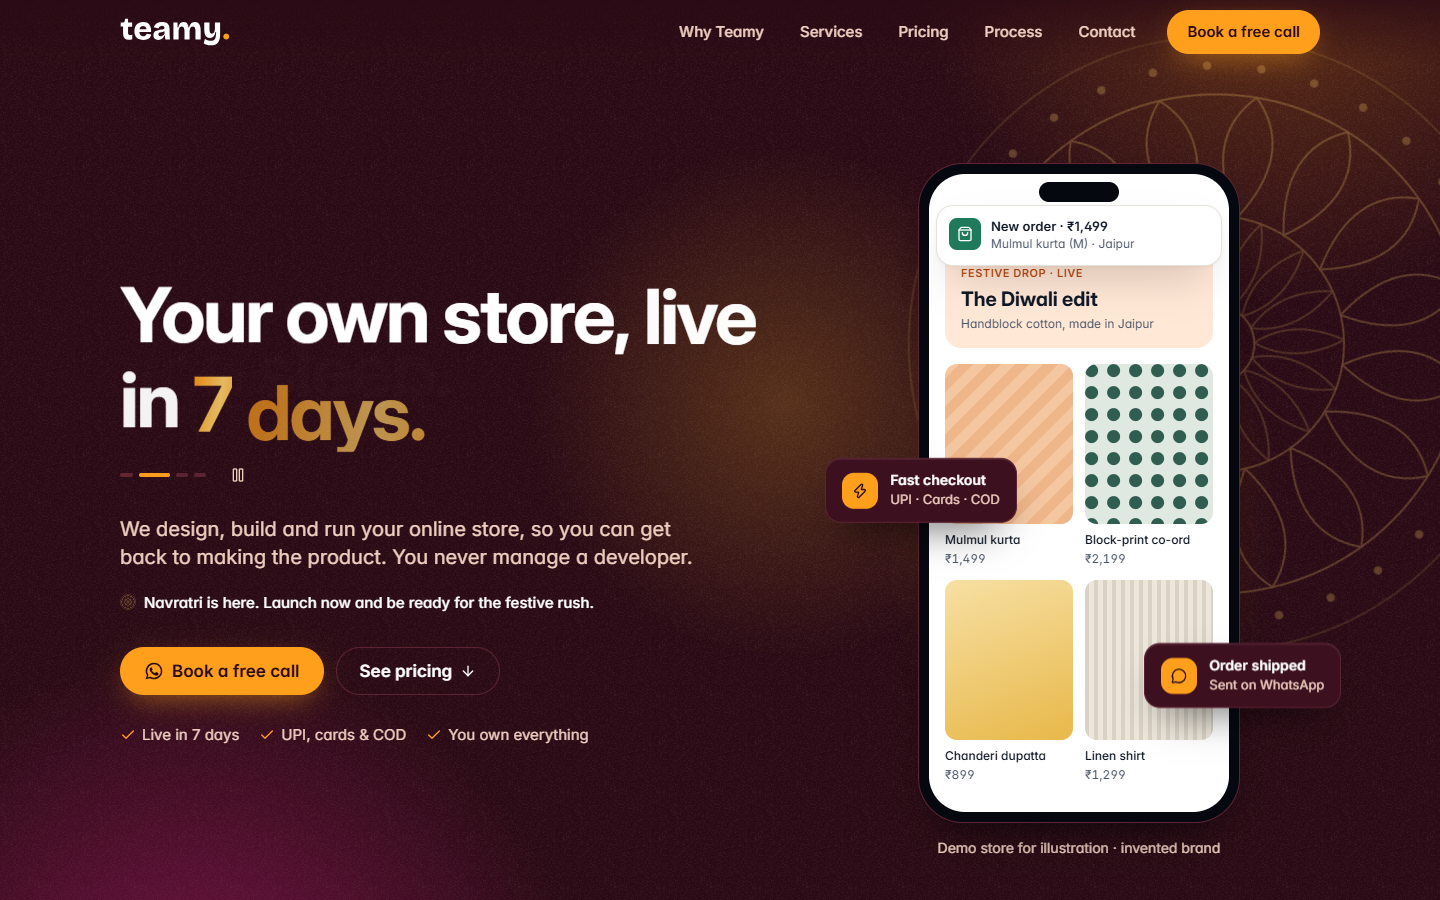 teamy.
Why Teamy
Services
Pricing
Process
Contact
Book a free call
Your own store, live
in 7 days.
We design, build and run your online store, so you can get
back to making the product. You never manage a developer.
Navratri is here. Launch now and be ready for the festive rush.
Book a free call
See pricing
Live in 7 days
UPI, cards & COD
You own everything
New order · ₹1,499
Mulmul kurta (M) · Jaipur
FESTIVE DROP · LIVE
The Diwali edit
Handblock cotton, made in Jaipur
Fast checkout
UPI · Cards · COD
Mulmul kurta
₹1,499
Block-print co-ord
₹2,199
Order shipped
Sent on WhatsApp
Chanderi dupatta
₹899
Linen shirt
₹1,299
Demo store for illustration · invented brand